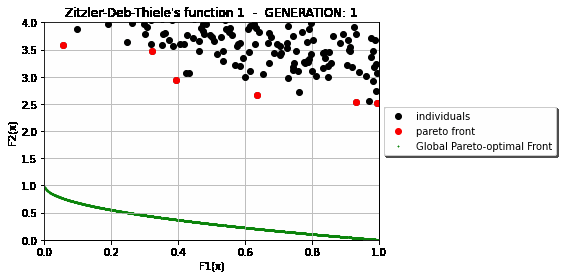 Zitzler-Deb-Thiele's function 1 - GENERATION: 1
4.0
3.5
3.0
2.5
2.0
1.5
1.0
0.5
0.0
F2(x)
0.0 0.2 0.4 0.6 0.8 1.0
F1(x)
individuals
pareto front
Global Pareto-optimal Front